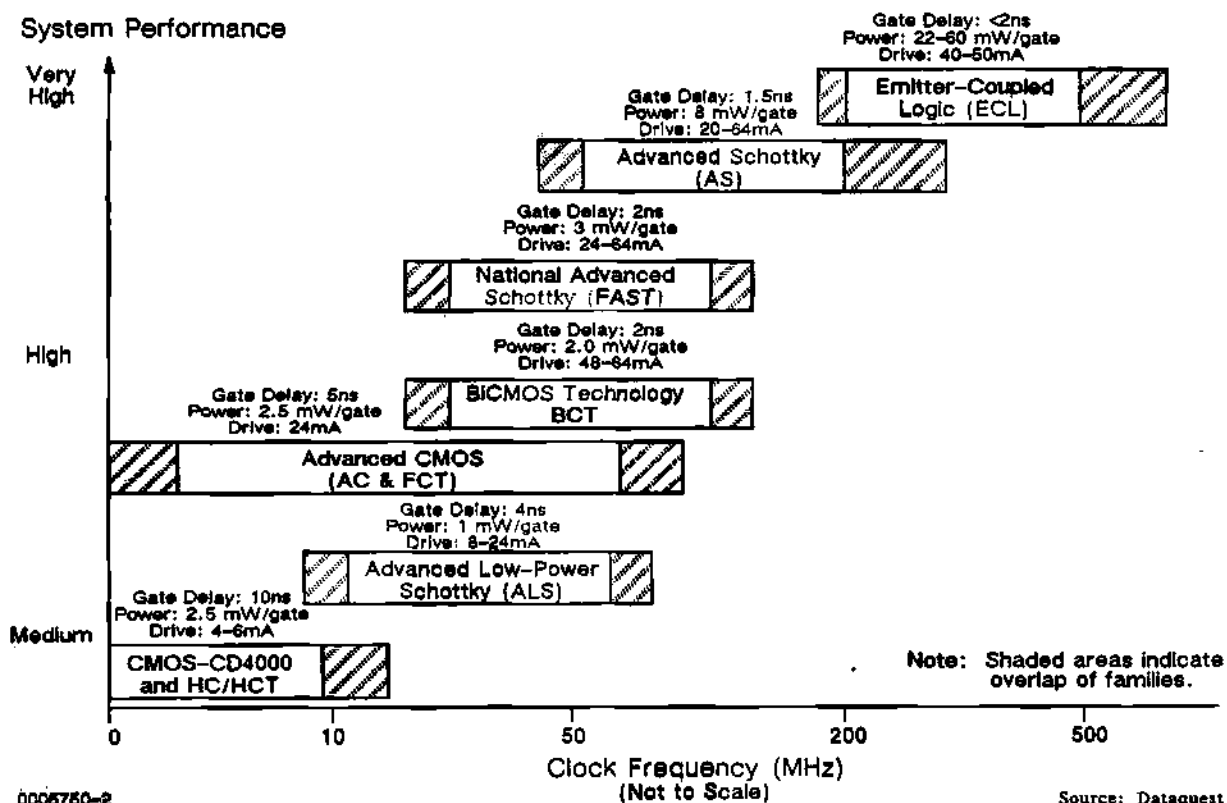 System Performance
Very
High
Gate Delay: <2ns
Power: 22–60 mW/gate
Drive: 40–50mA
Emitter–Coupled
Logic (ECL)
Gate Delay: 1.5ns
Power: 8 mW/gate
Drive: 20–64mA
Advanced Schottky
(AS)
Gate Delay: 2ns
Power: 3 mW/gate
Drive: 24–64mA
National Advanced
Schottky (FAST)
High
Gate Delay: 2ns
Power: 2.0 mW/gate
Drive: 48–64mA
BiCMOS Technology
BCT
Gate Delay: 5ns
Power: 2.5 mW/gate
Drive: 24mA
Advanced CMOS
(AC & FCT)
Gate Delay: 4ns
Power: 1 mW/gate
Drive: 8–24mA
Advanced Low–Power
Schottky (ALS)
Medium
Gate Delay: 10ns
Power: 2.5 mW/gate
Drive: 4–6mA
CMOS–CD4000
and HC/HCT
Note: Shaded areas indicate
overlap of families.
0 10 50 200 500
Clock Frequency (MHz)
(Not to Scale)
0005750–2
Source: Dataquest